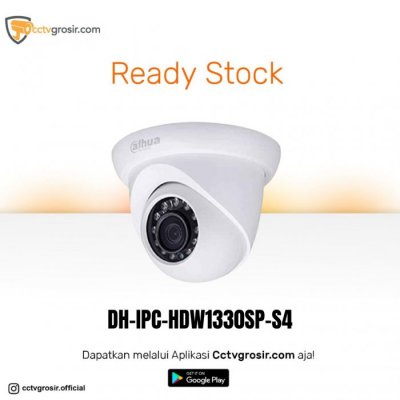 cctvgrosir.com
Ready Stock
alhua
DH-IPC-HDW1330SP-S4
Dapatkan melalui Aplikasi Cctvgrosir.com aja!
GET IT ON
Google Play
cctvgrosir.official